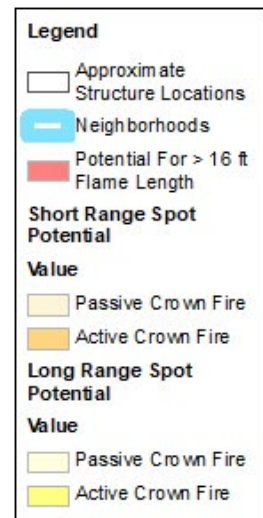 Legend
Approximate
Structure Locations
Neighborhoods
Potential For > 16 ft
Flame Length
Short Range Spot
Potential
Value
Passive Crown Fire
Active Crown Fire
Long Range Spot
Potential
Value
Passive Crown Fire
Active Crown Fire